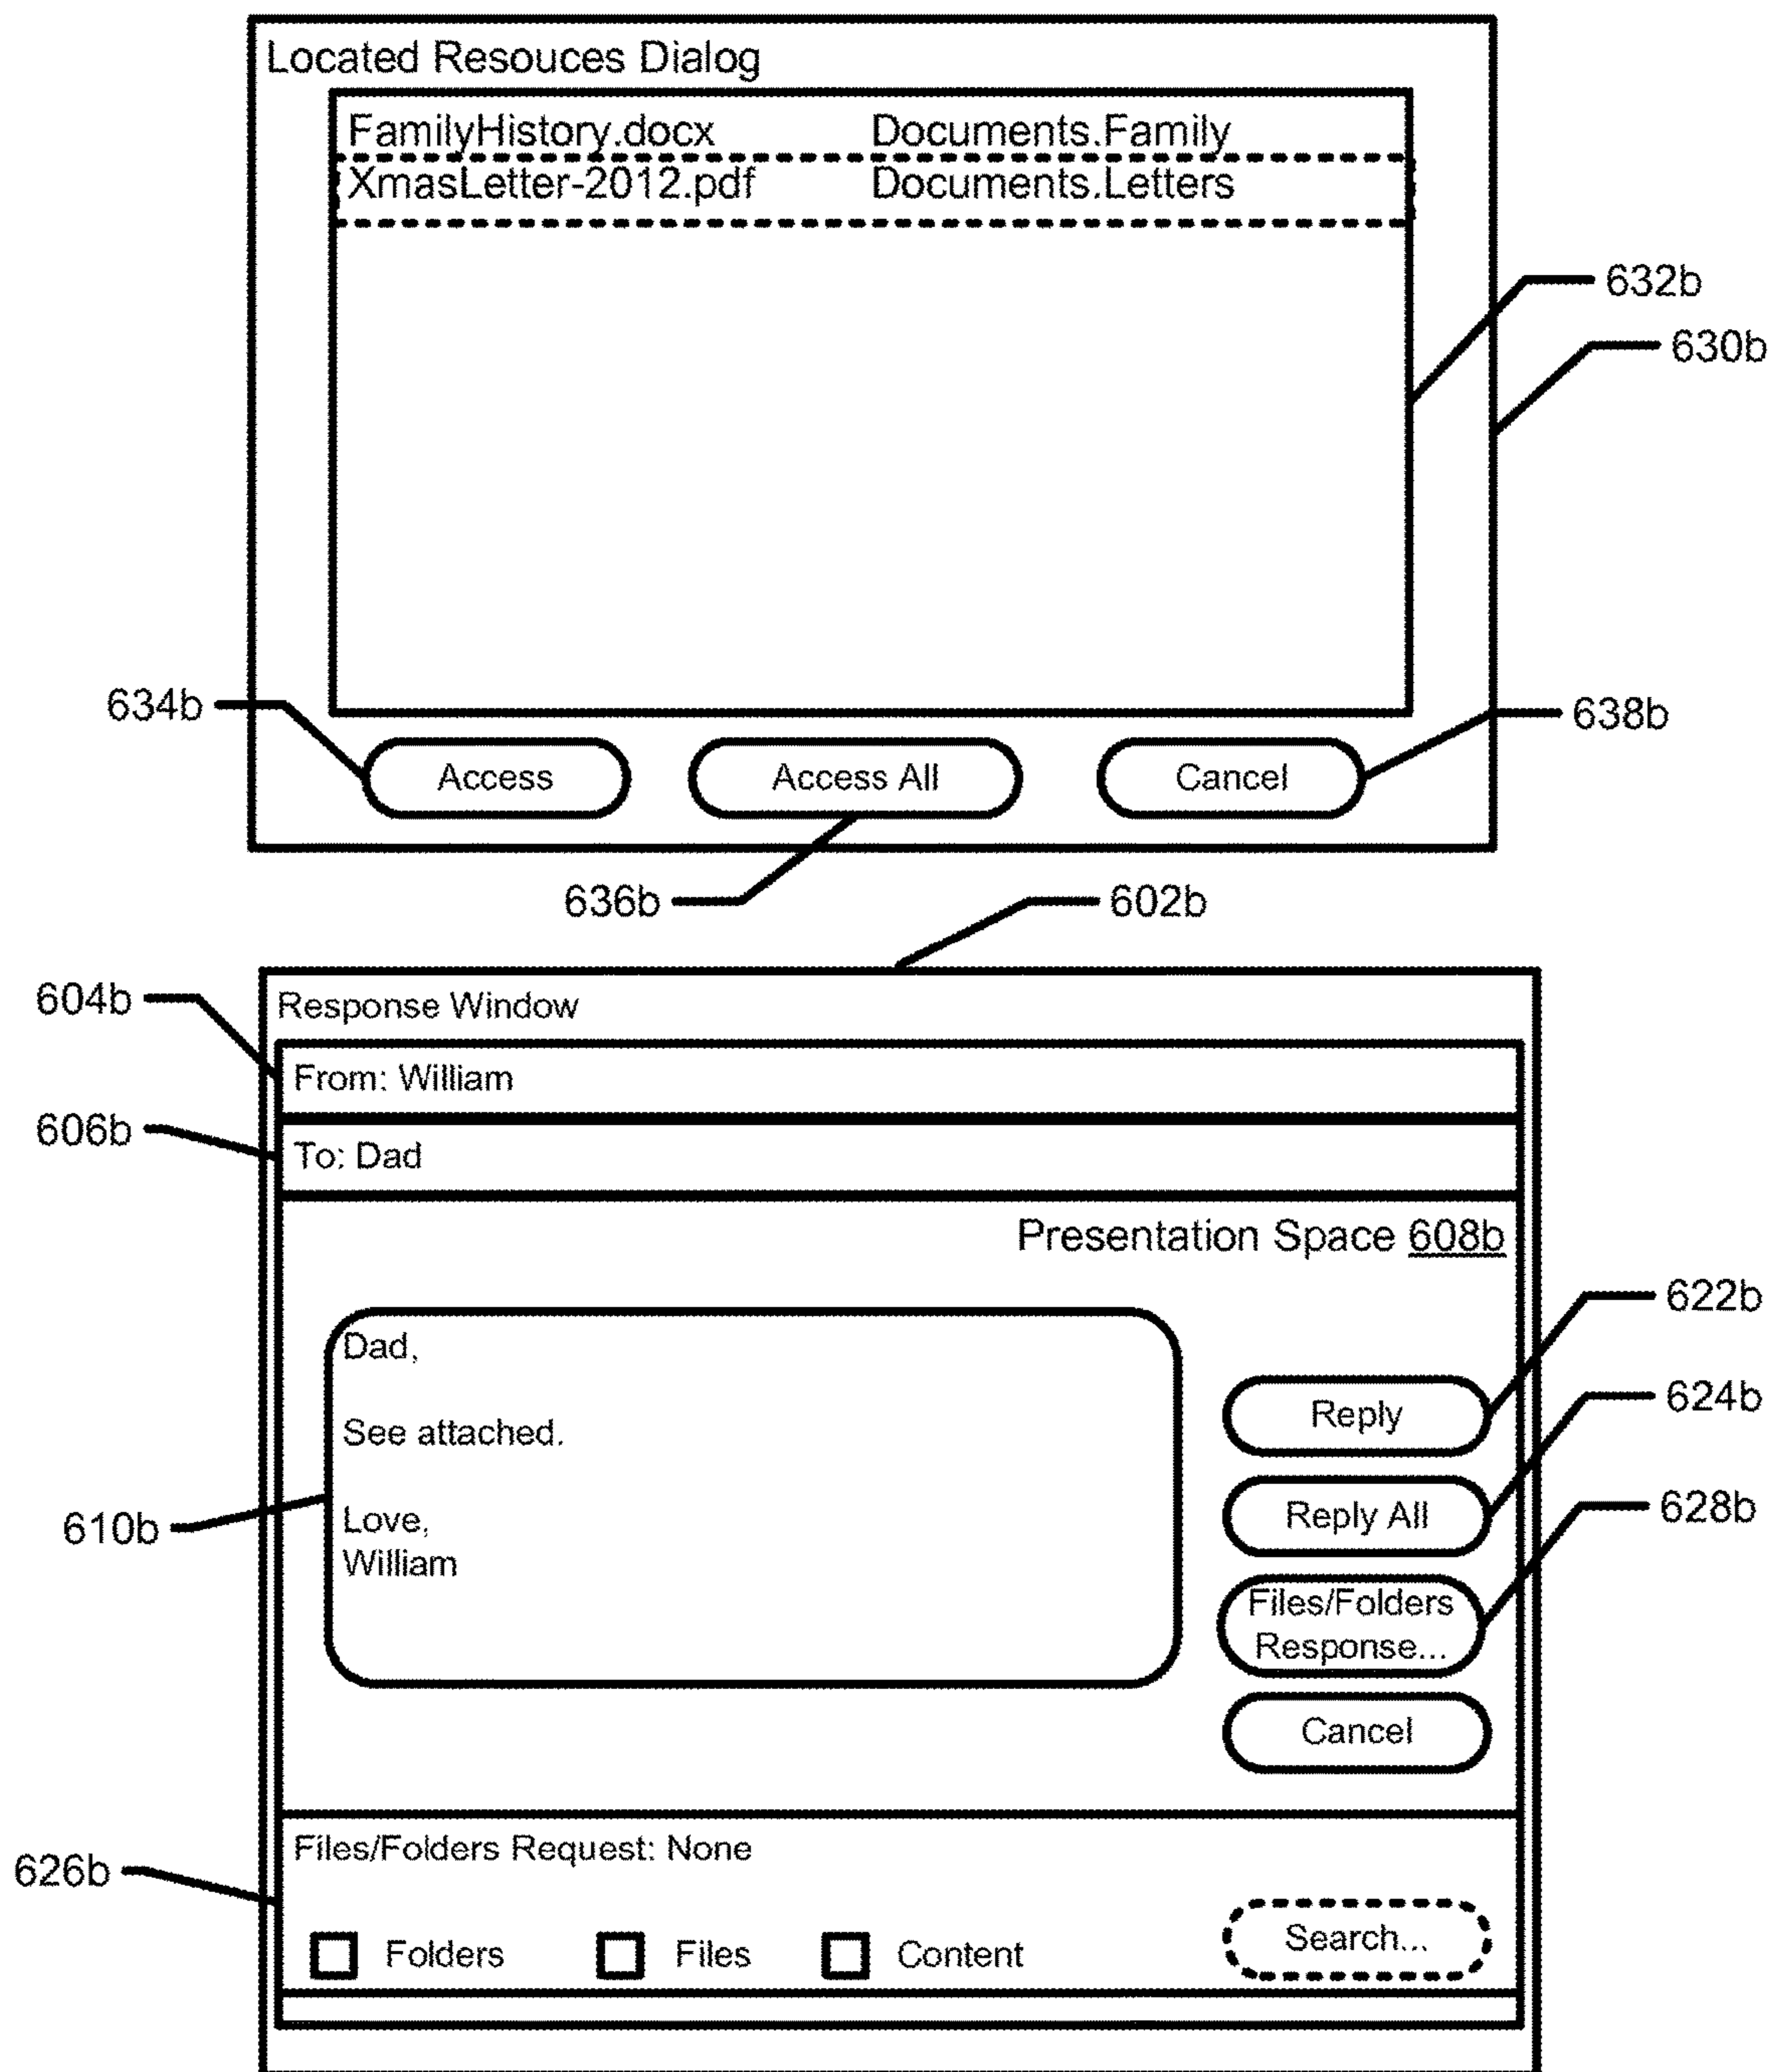 Located Resouces Dialog
FamilyHistory.docx Documents.Family
XmasLetter-2012.pdf Documents.Letters
632b
630b
634b
638b
Access Access All Cancel
636b
602b
604b
Response Window
From: William
606b
To: Dad
Presentation Space 608b
622b
Dad,
624b
Reply
See attached.
628b
Reply All
610b
Love,
William
Files/Folders
Response...
Cancel
626b
Files/Folders Request: None
Folders Files Content Search...